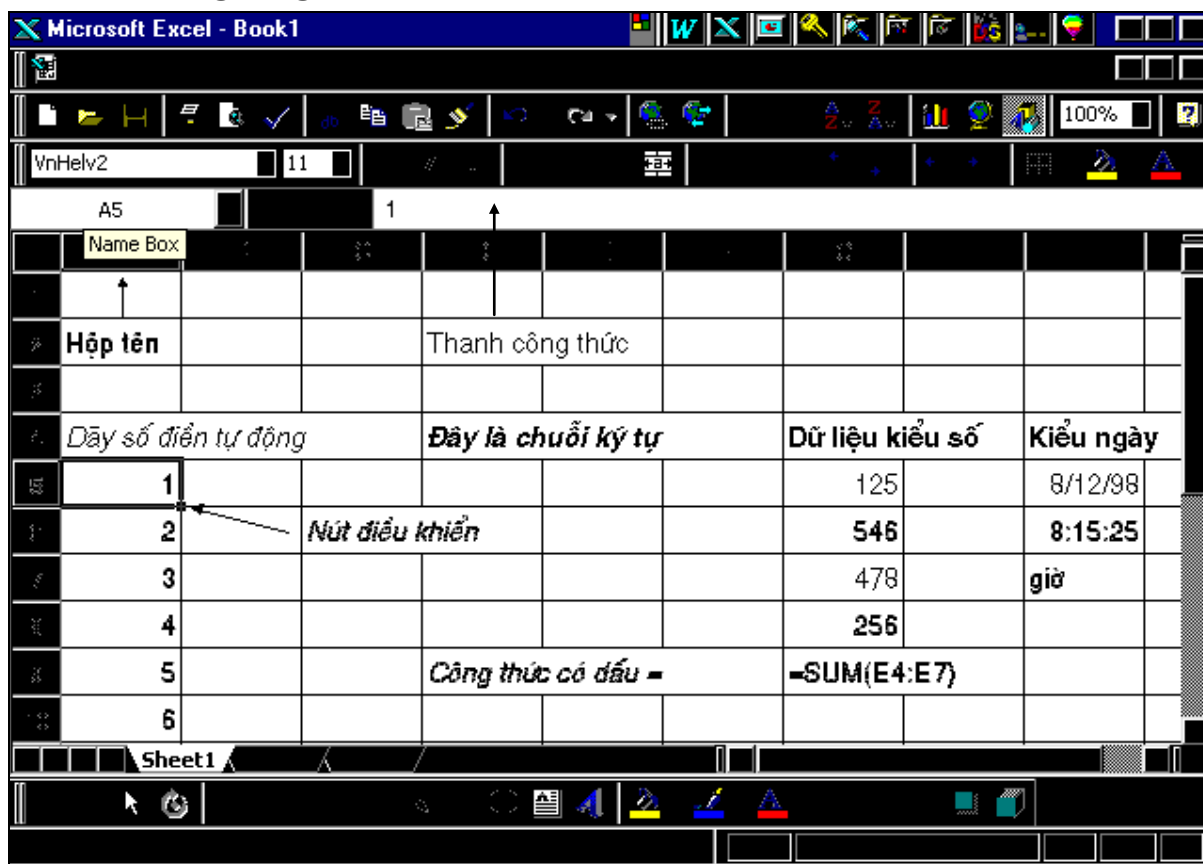 Microsoft Excel - Book1
100%
VnHelv2 11
A5 1
Name Box
Hộp tên Thanh công thức
Dãy số điển tự động Đây là chuỗi ký tự Dữ liệu kiểu số Kiểu ngày
1 125 8/12/98
2 Nút điều khiển 546 8:15:25
3 478 giờ
4 256
5 Công thức có dấu = =SUM(E4:E7)
6
Sheet1